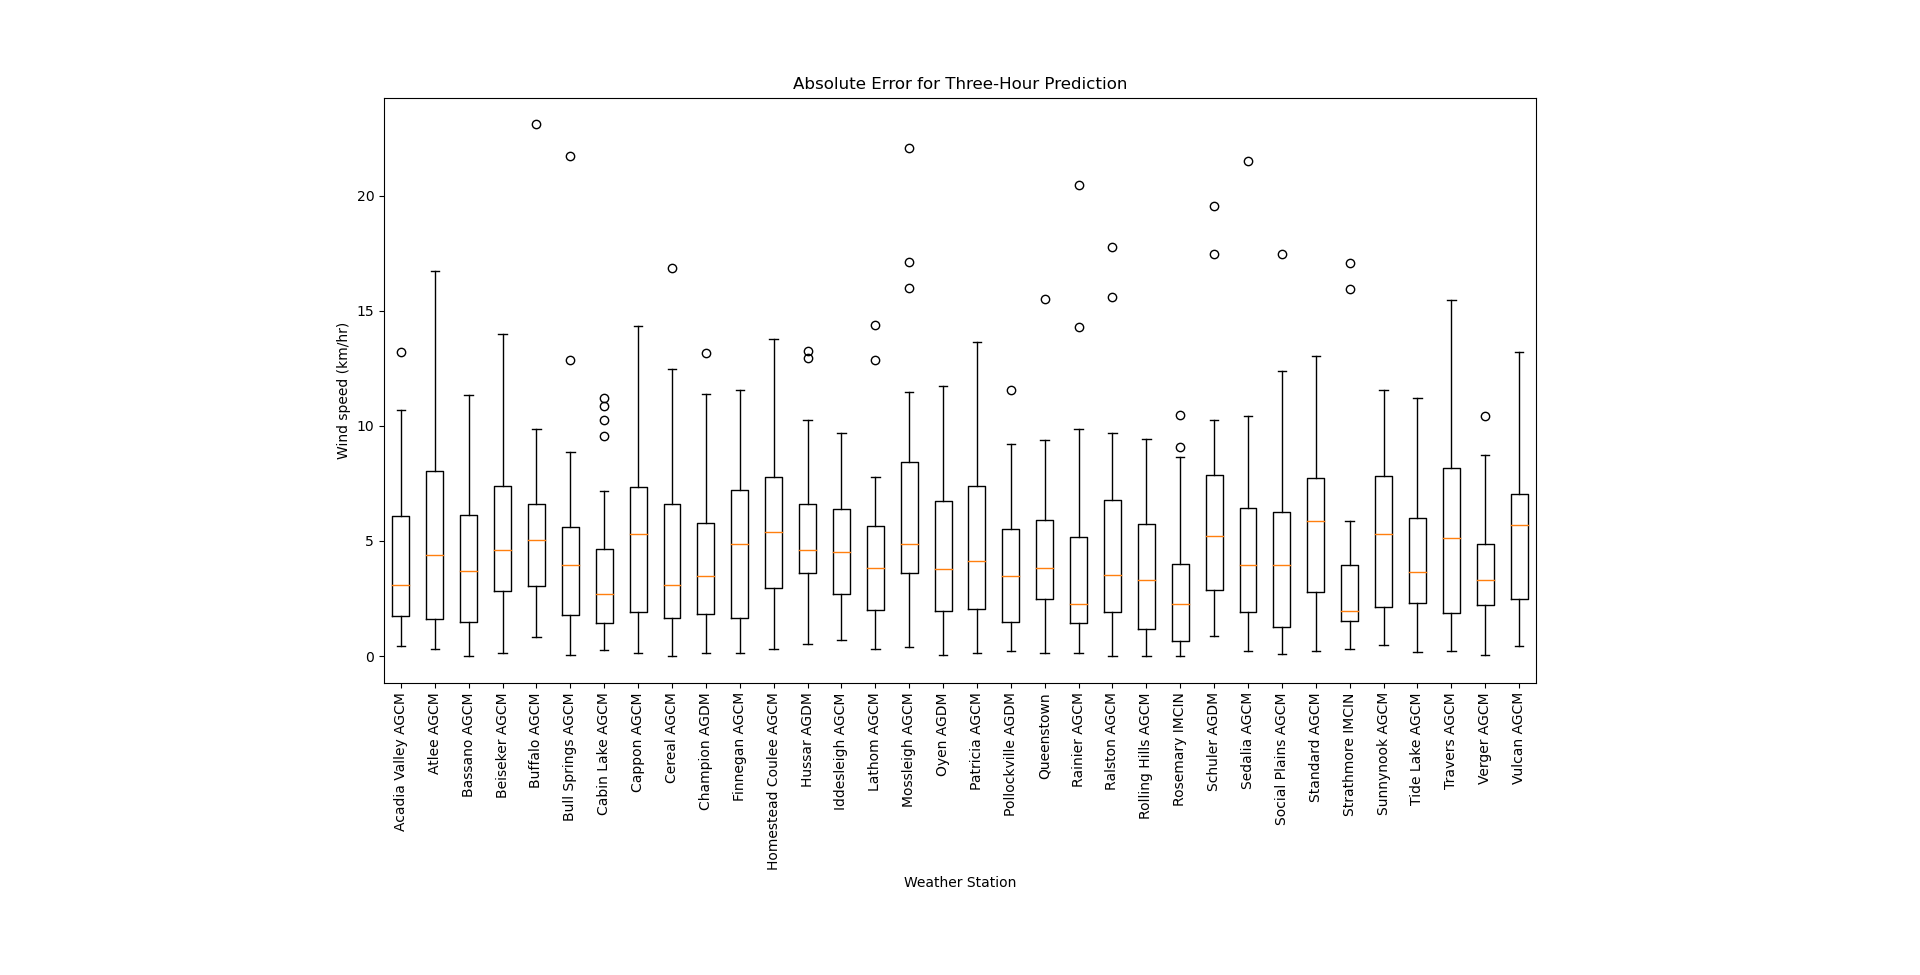 Absolute Error for Three-Hour Prediction
Wind speed (km/hr)
20
15
10
5
0
Acadia Valley AGCM
Atlee AGCM
Bassano AGCM
Beiseker AGCM
Buffalo AGCM
Bull Springs AGCM
Cabin Lake AGCM
Cappon AGCM
Cereal AGCM
Champion AGDM
Finnegan AGCM
Homestead Coulee AGCM
Hussar AGDM
Iddesleigh AGCM
Lathom AGCM
Mossleigh AGCM
Oyen AGDM
Patricia AGCM
Pollockville AGDM
Queenstown
Rainier AGCM
Ralston AGCM
Rolling Hills AGCM
Rosemary IMCIN
Schuler AGDM
Sedalia AGCM
Social Plains AGCM
Standard AGCM
Strathmore IMCIN
Sunnynook AGCM
Tide Lake AGCM
Travers AGCM
Verger AGCM
Vulcan AGCM
Weather Station